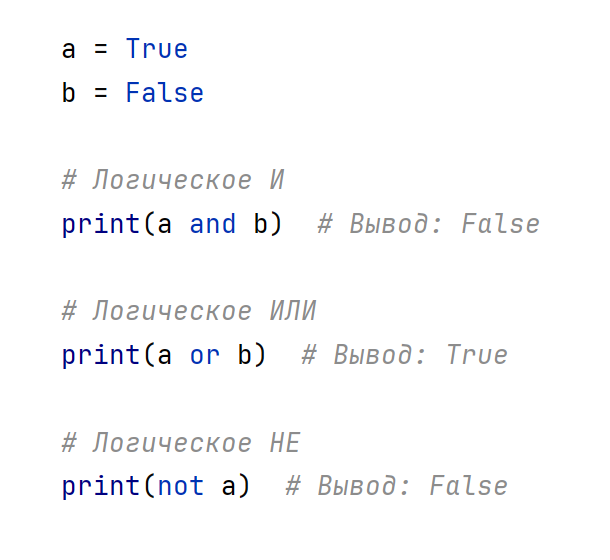 a = True
b = False
# Логическое И
print(a and b)  # Вывод: False
# Логическое ИЛИ
print(a or b)  # Вывод: True
# Логическое НЕ
print(not a)  # Вывод: False